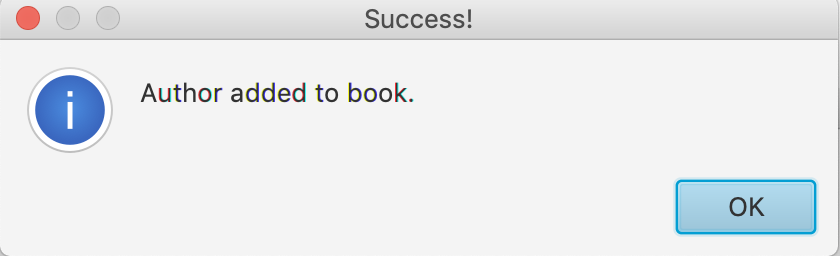 Success!
i
Author added to book.
OK